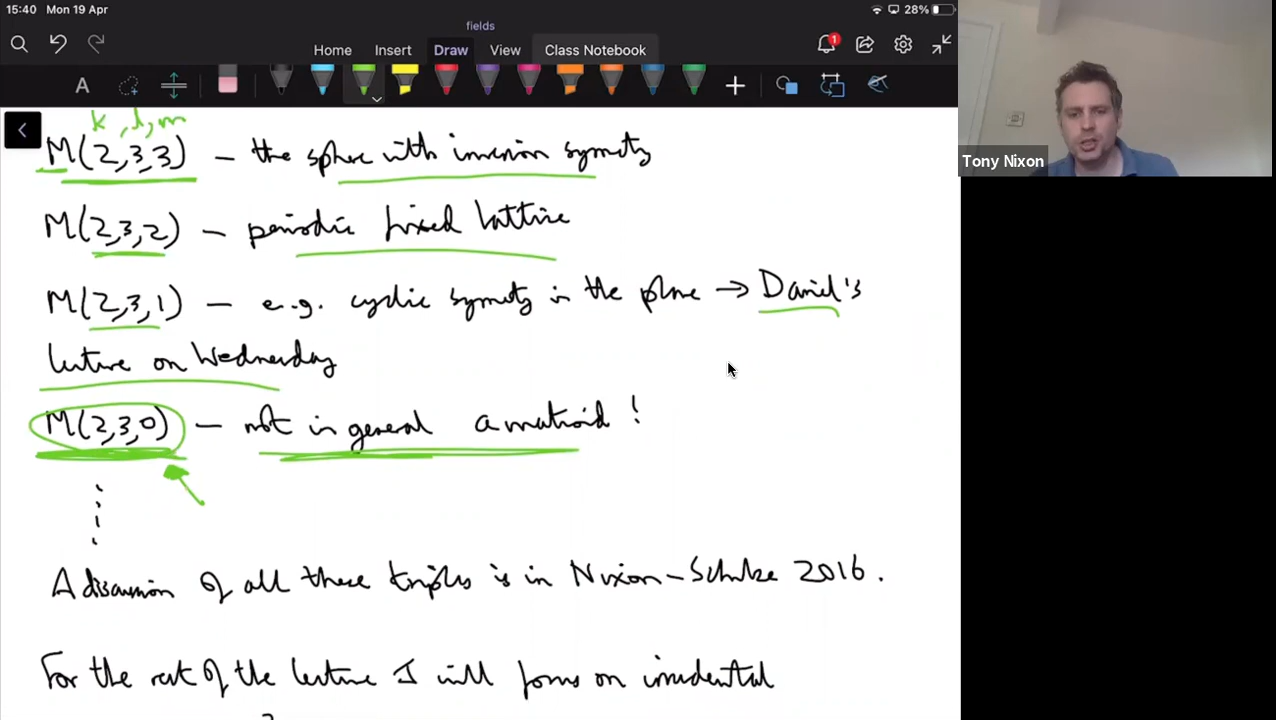 15:40 Mon 19 Apr
28%
fields
Home Insert Draw View Class Notebook
1
A
k, l, m
M(2,3,3) – the sphere with inversion symmetry
M(2,3,2) – periodic fixed lattice
M(2,3,1) – e.g. cyclic symmetry in the plane → Daniel's
lecture on Wednesday
M(2,3,0) – not in general a matroid!
A discussion of all these triples is in Nixon–Schulze 2016.
For the rest of the lecture I will focus on incidental
Tony Nixon